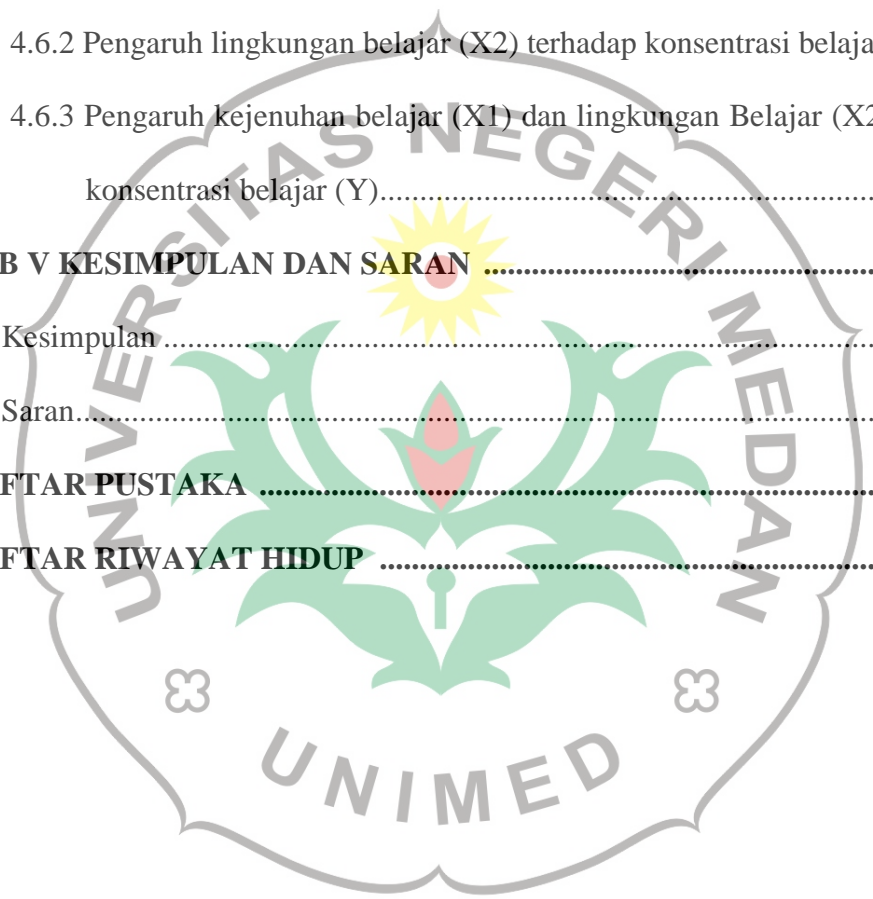 4.6.2 Pengaruh lingkungan belajar (X2) terhadap konsentrasi belaja
4.6.3 Pengaruh kejenuhan belajar (X1) dan lingkungan Belajar (X2
konsentrasi belajar (Y)......................................................................
B V KESIMPULAN DAN SARAN ......................................................
Kesimpulan ..........................................................................................
Saran.....................................................................................................
FTAR PUSTAKA ................................................................................
FTAR RIWAYAT HIDUP .................................................................
UNIVERSITAS NEGERI MEDAN
UNIMED